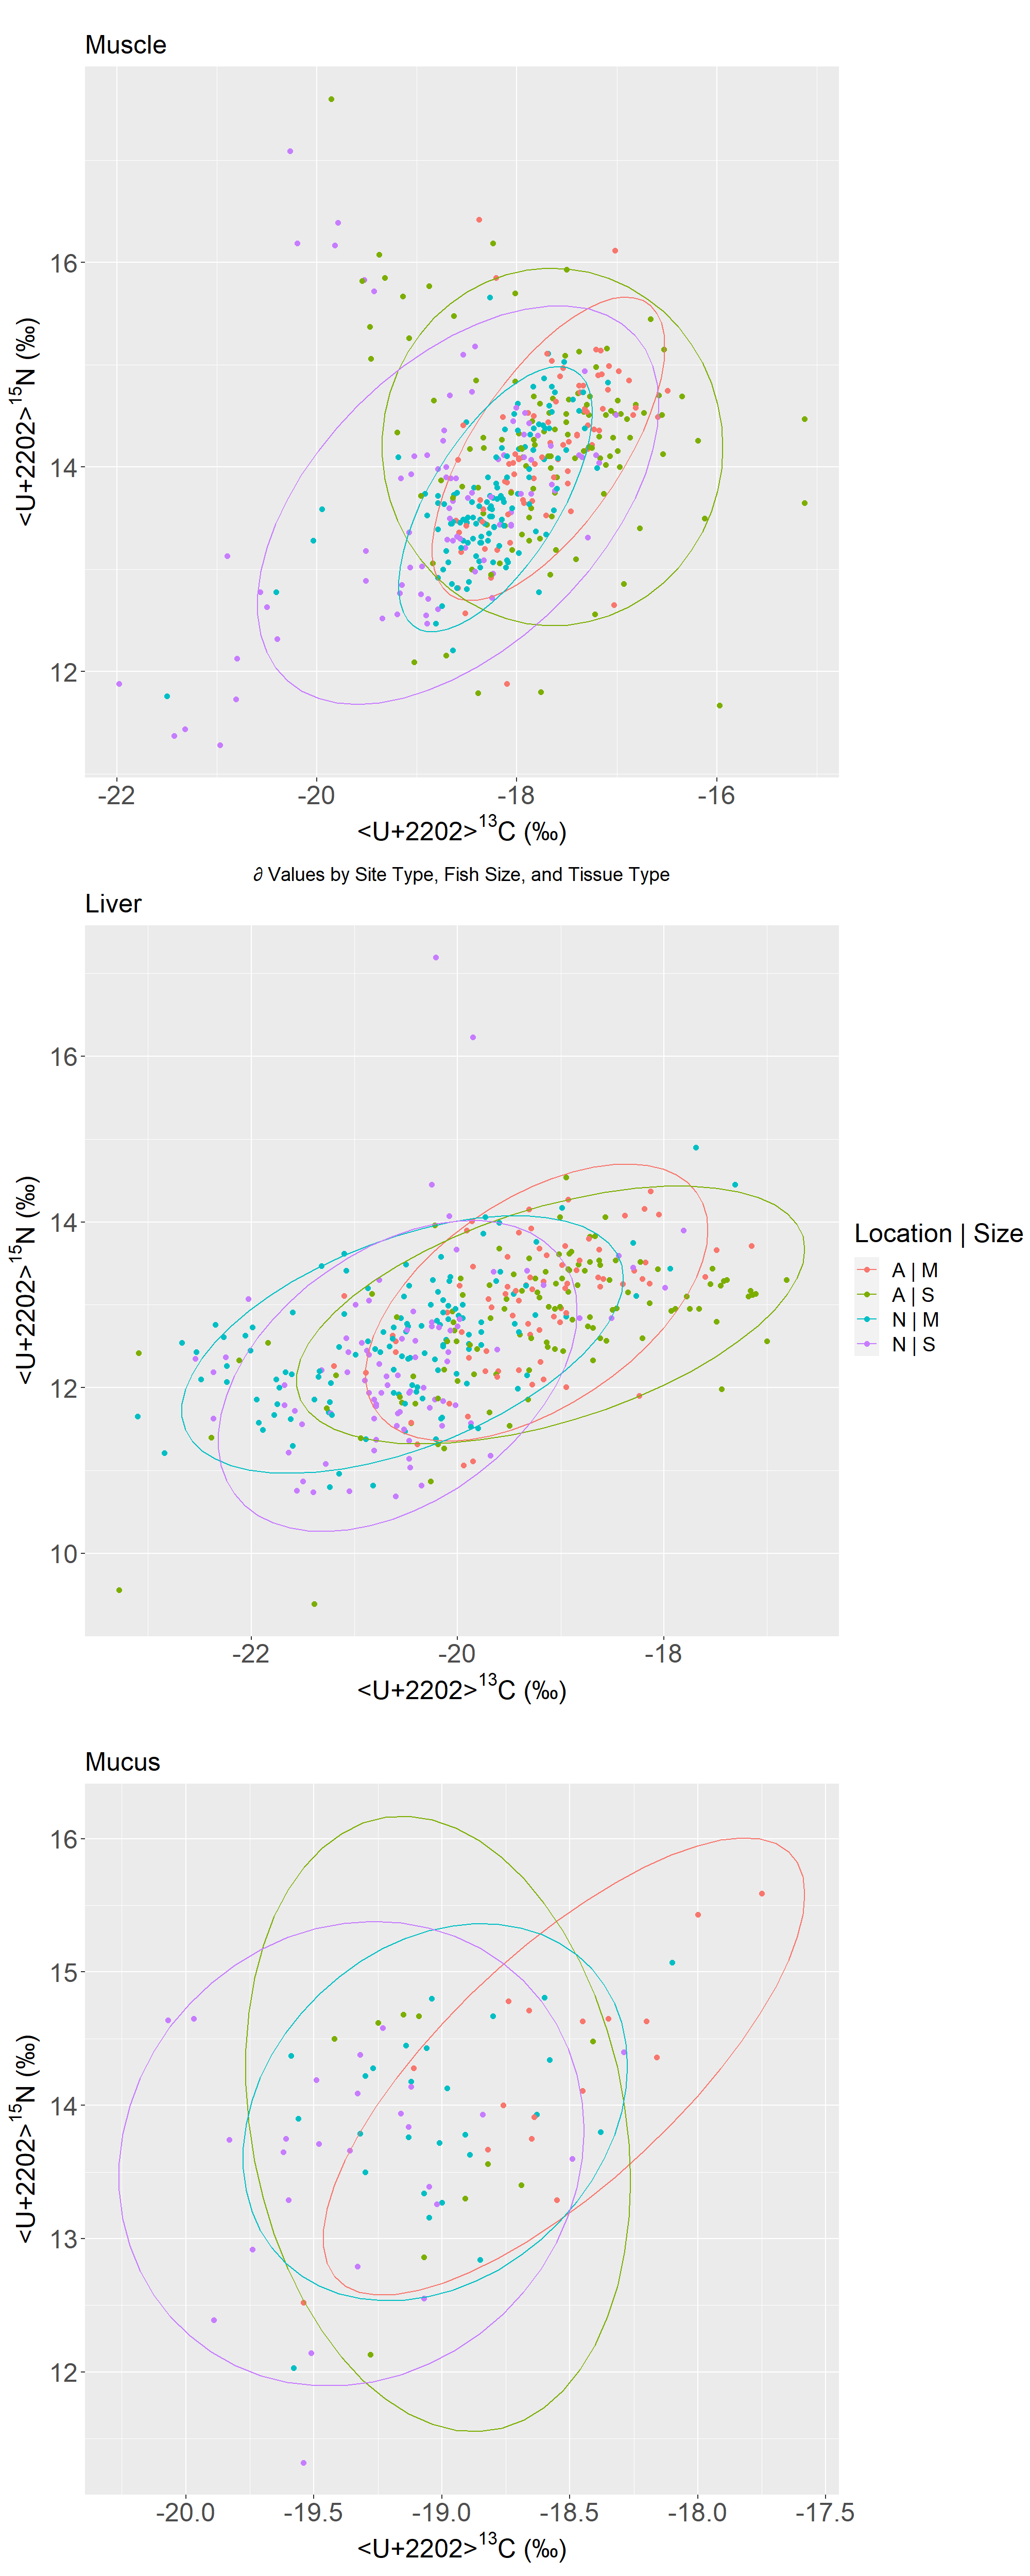 Muscle
<U+2202>15N (‰)
16
14
12
-22 -20 -18 -16
<U+2202>13C (‰)
∂ Values by Site Type, Fish Size, and Tissue Type
Liver
<U+2202>15N (‰)
16
14
12
10
-22 -20 -18
<U+2202>13C (‰)
Location | Size
A | M
A | S
N | M
N | S
Mucus
<U+2202>15N (‰)
16
15
14
13
12
-20.0 -19.5 -19.0 -18.5 -18.0 -17.5
<U+2202>13C (‰)